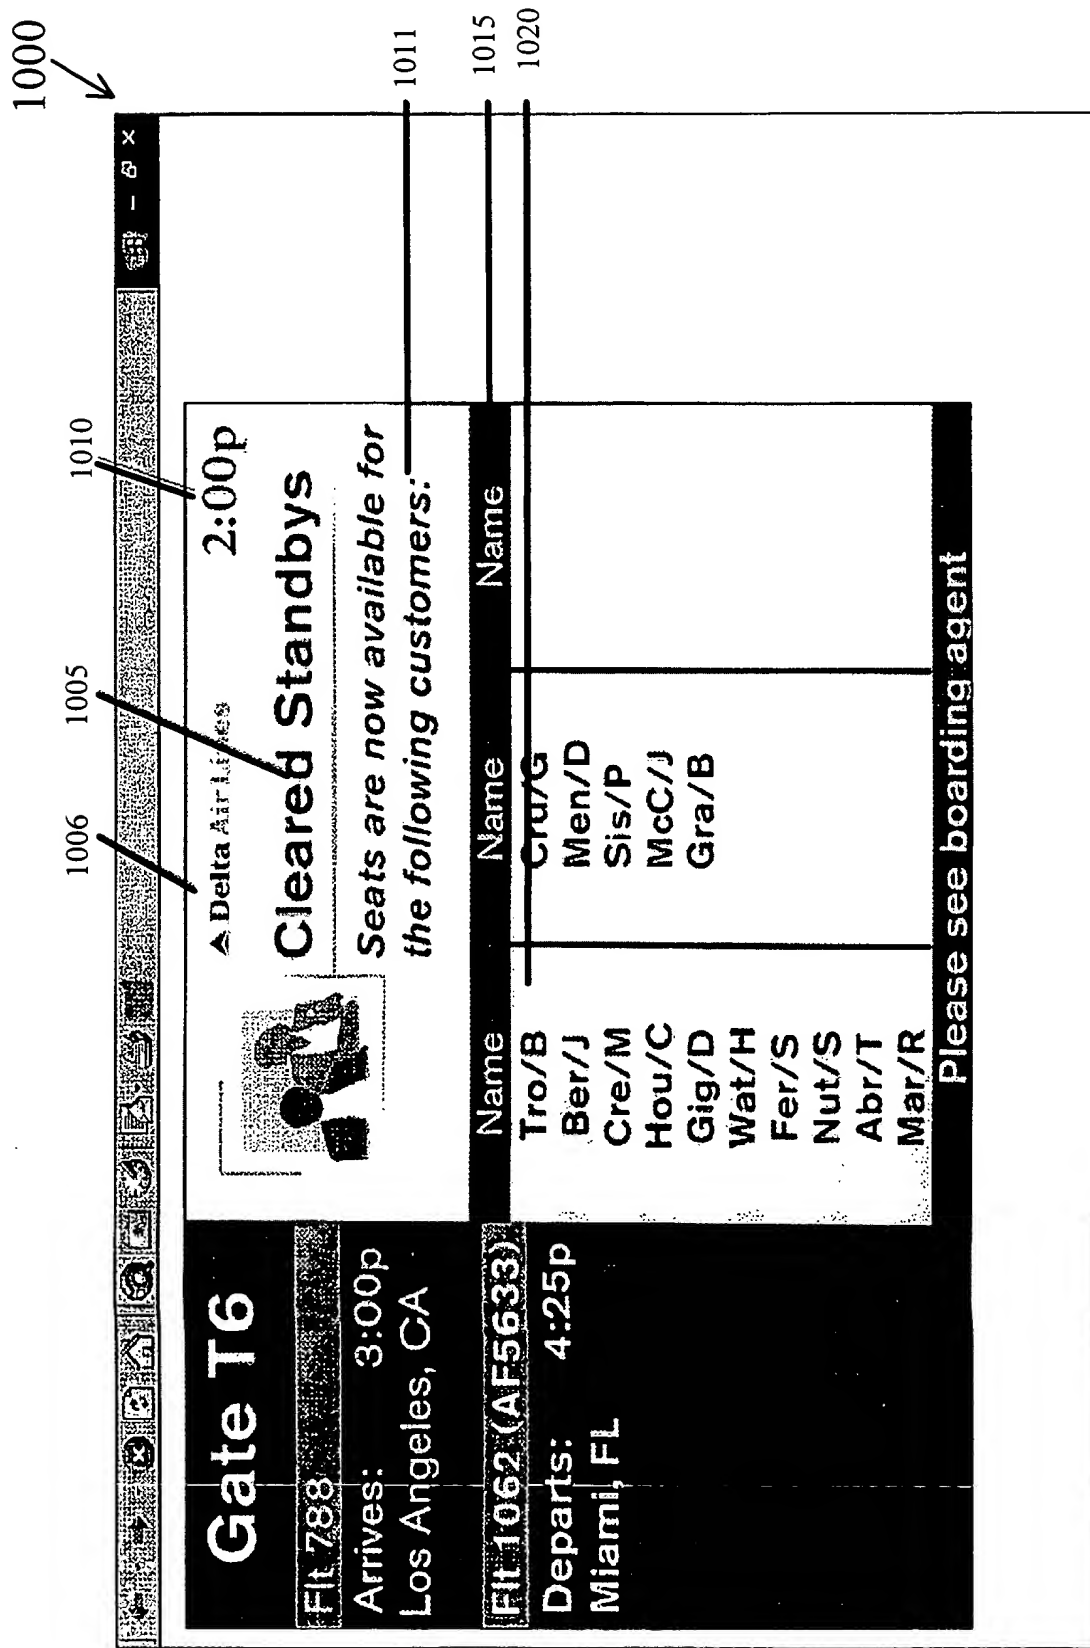 1000
1006
1005
1010
1011
1015
1020
Gate T6
Flt 788
Arrives: 3:00p
Los Angeles, CA
Flt 1062 (AF5633)
Departs: 4:25p
Miami, FL
Delta Air Lines 2:00p
Cleared Standbys
Seats are now available for
the following customers:
Name Name Name
Tro/B Cru/G
Ber/J Men/D
Cre/M Sis/P
Hou/C McC/J
Gig/D Gra/B
Wat/H
Fer/S
Nut/S
Abr/T
Mar/R
Please see boarding agent